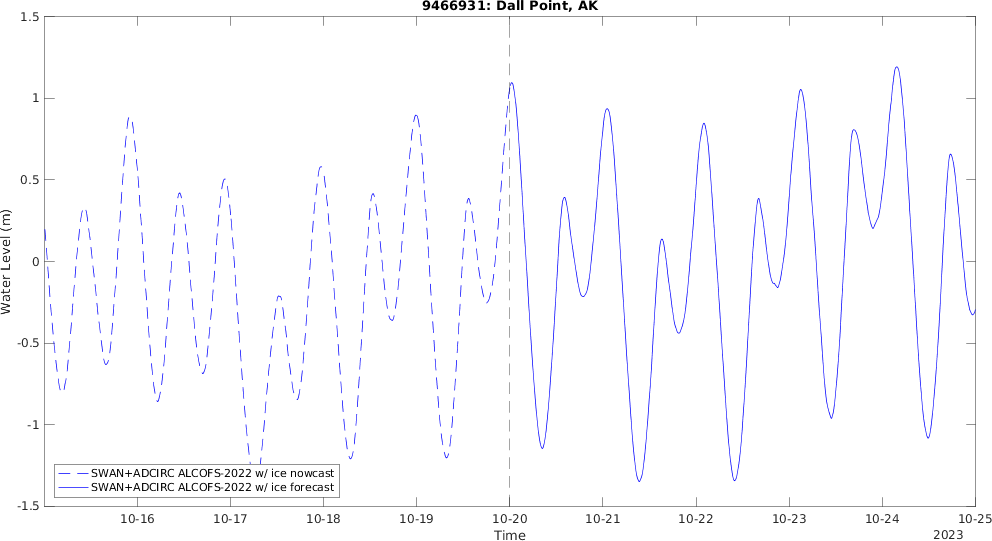 9466931: Dall Point, AK
1.5
1
0.5
0
-0.5
-1
-1.5
Water Level (m)
SWAN+ADCIRC ALCOFS-2022 w/ ice nowcast
SWAN+ADCIRC ALCOFS-2022 w/ ice forecast
10-16 10-17 10-18 10-19 10-20 10-21 10-22 10-23 10-24 10-25
Time
2023